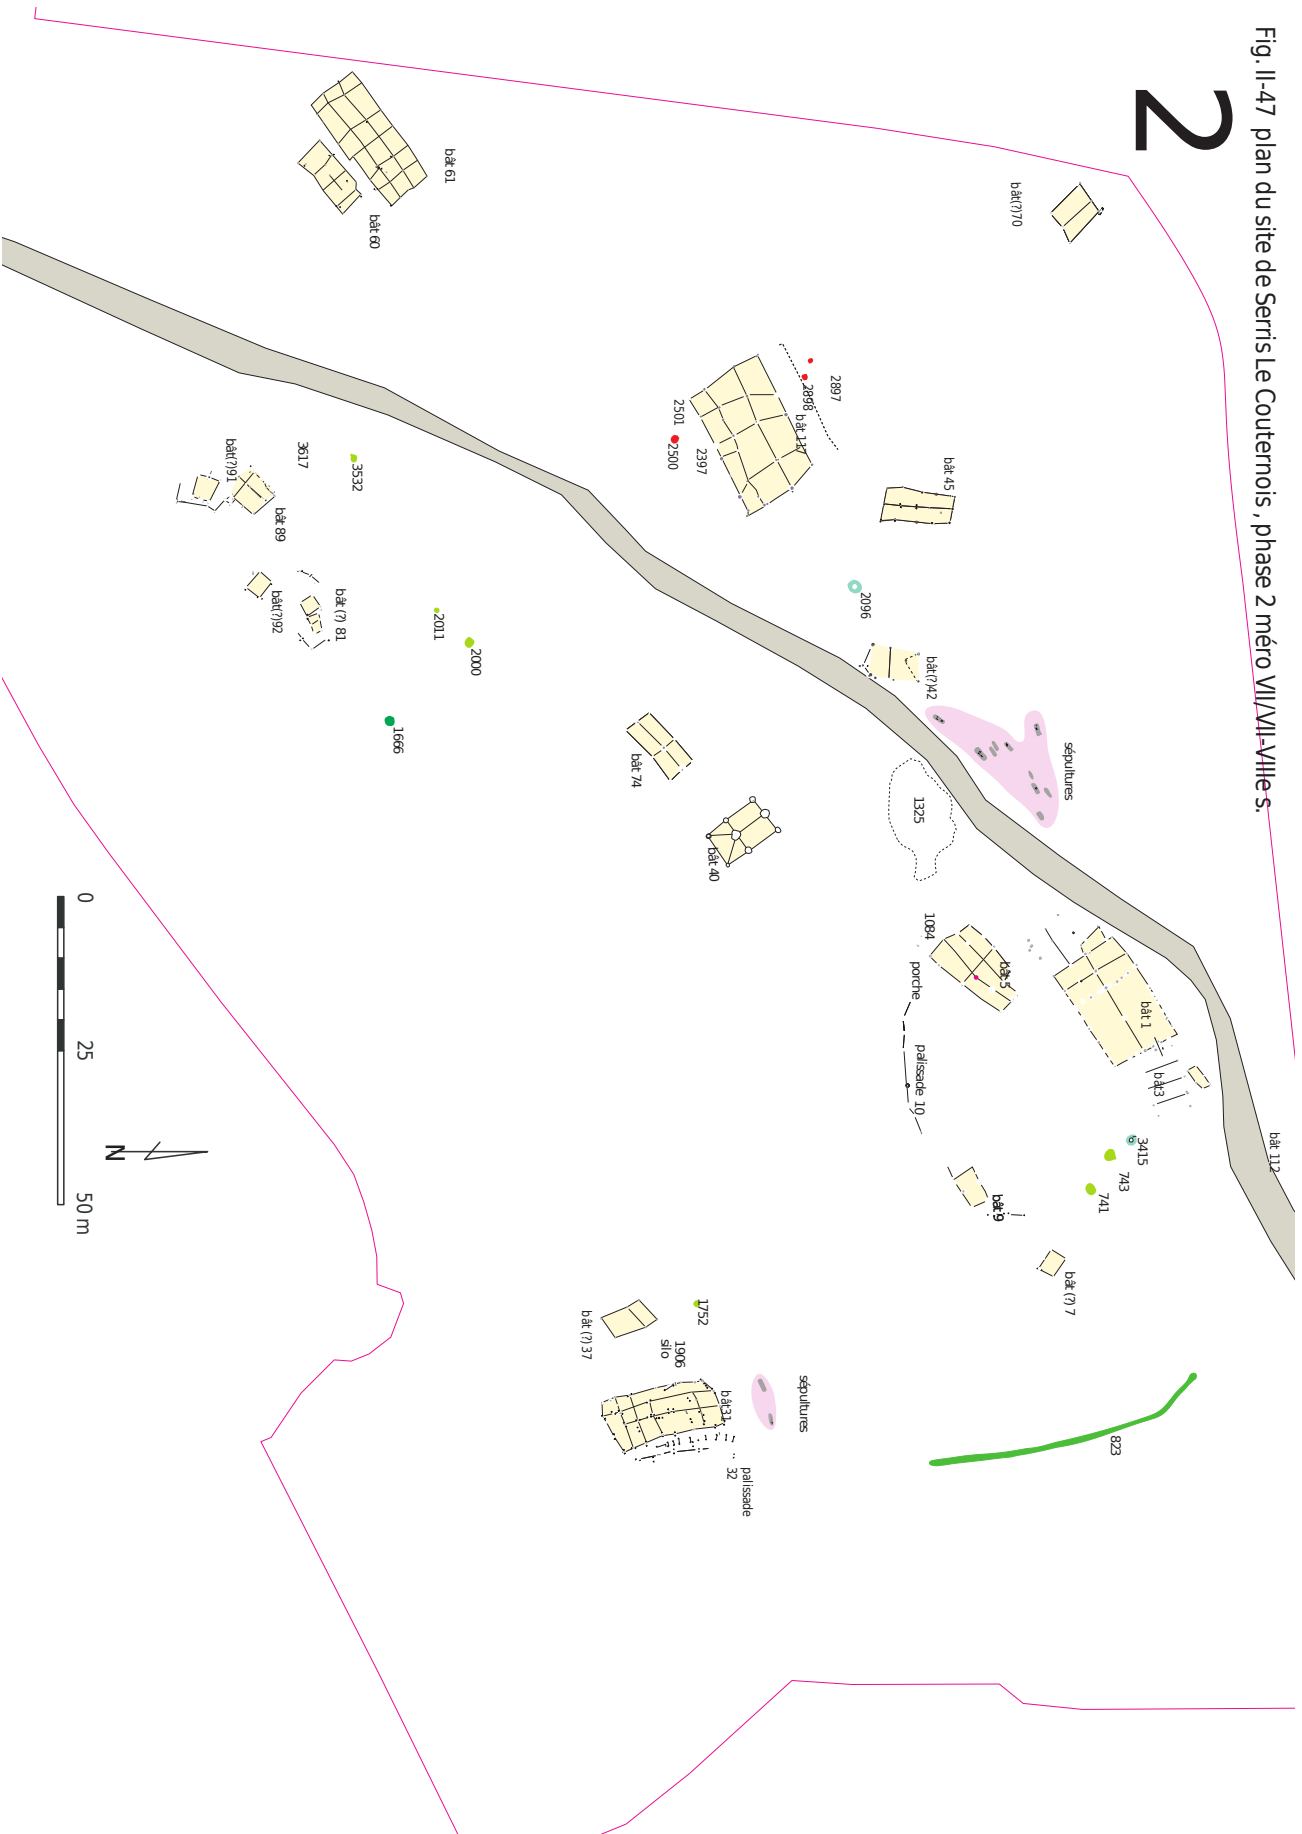 Fig. II-47 plan du site de Serris Le Couternois , phase 2 méro VII/VII-VIIIe s.
2
bât(?)70
bât 61
bât 60
2897
2898
bât 117
2501
2500
2397
bât 45
2096
bât(?)42
sépultures
1325
bât(?)91
3617
3532
bât 89
bât(?)92
bât (?) 81
2011
2000
1666
bât 74
bât 40
1084
porche
bât 5
palissade 10
bât 1
bât3
bât 112
3415
743
741
bât 9
bât (?) 7
823
1752
1906
silo
bât (?) 37
bât31
sépultures
palissade
32
0
25
50 m
N